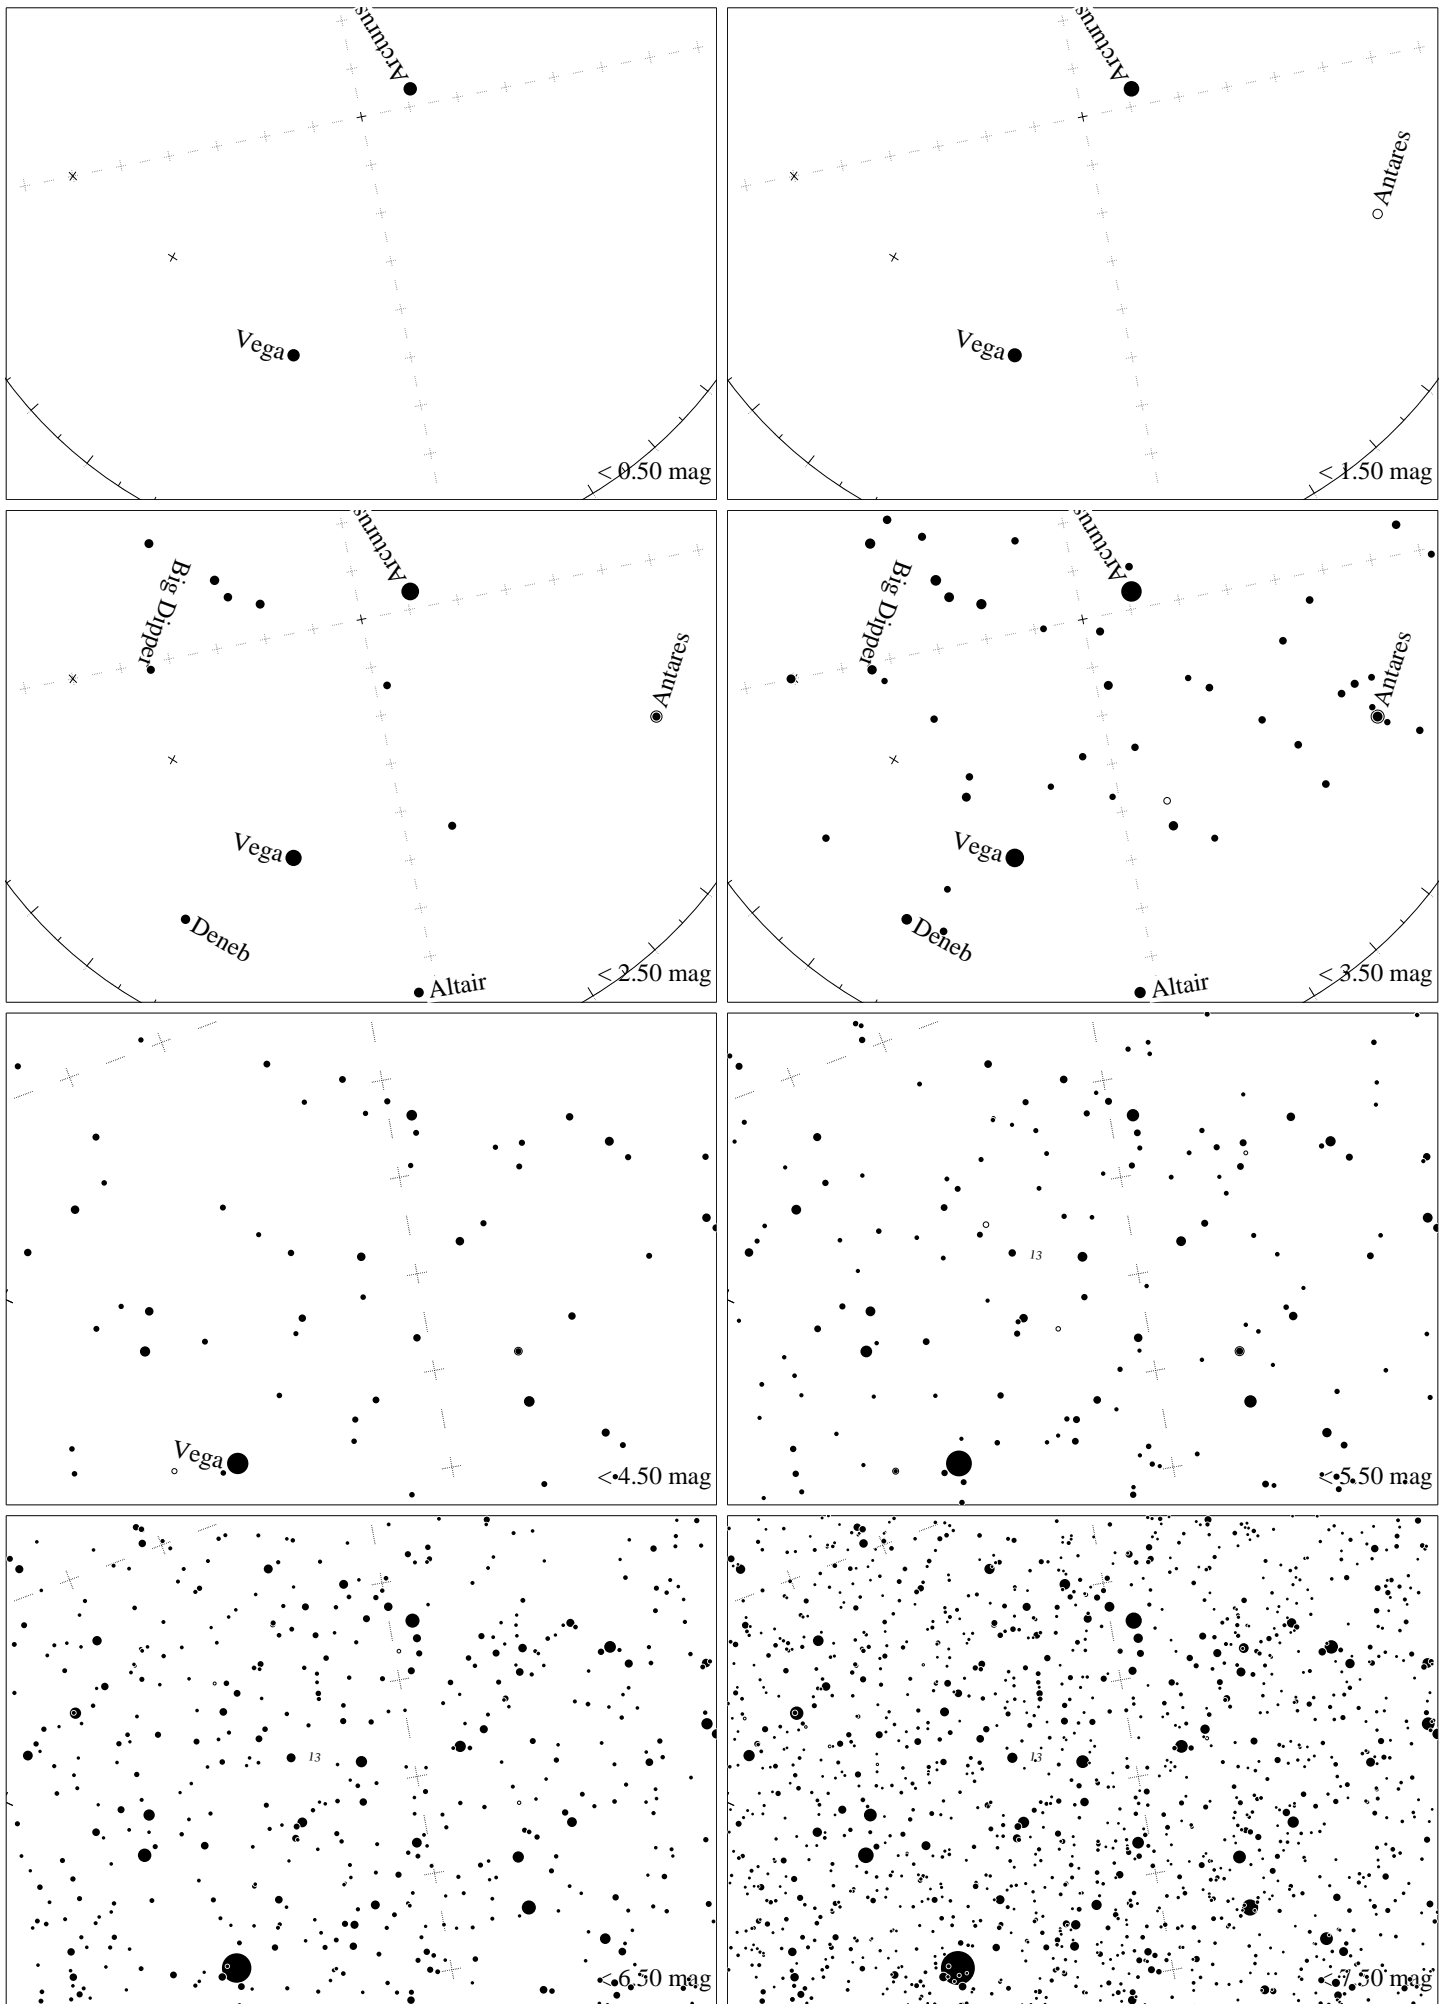 Arcturus
Vega
< 0.50 mag
Arcturus
Antares
Vega
< 1.50 mag
Arcturus
Big Dipper
Antares
Vega
Deneb
Altair
< 2.50 mag
Arcturus
Big Dipper
Antares
Vega
Deneb
Altair
< 3.50 mag
Vega
< 4.50 mag
13
< 5.50 mag
13
< 6.50 mag
13
< 7.50 mag